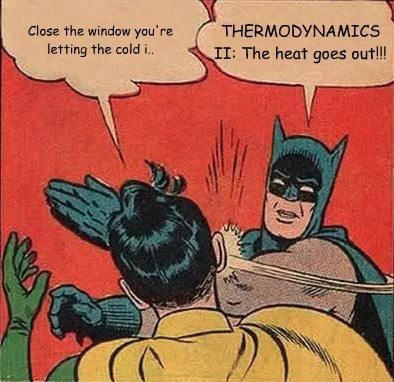 Close the window you're
letting the cold i..
THERMODYNAMICS
II: The heat goes out!!!